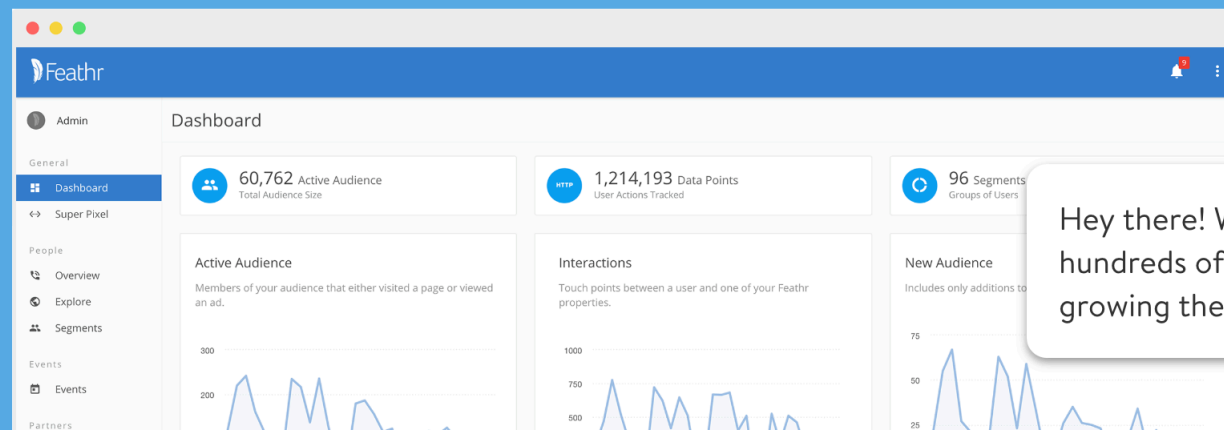 Feathr
9
Admin
Dashboard
General
Dashboard
Super Pixel
People
Overview
Explore
Segments
Events
Events
Partners
60,762 Active Audience
Total Audience Size
HTTP
1,214,193 Data Points
User Actions Tracked
96 Segments
Groups of Users
Active Audience
Members of your audience that either visited a page or viewed
an ad.
300
200
Interactions
Touch points between a user and one of your Feathr
properties.
1000
750
500
New Audience
Includes only additions to
75
50
25
Hey there!
hundreds of
growing the